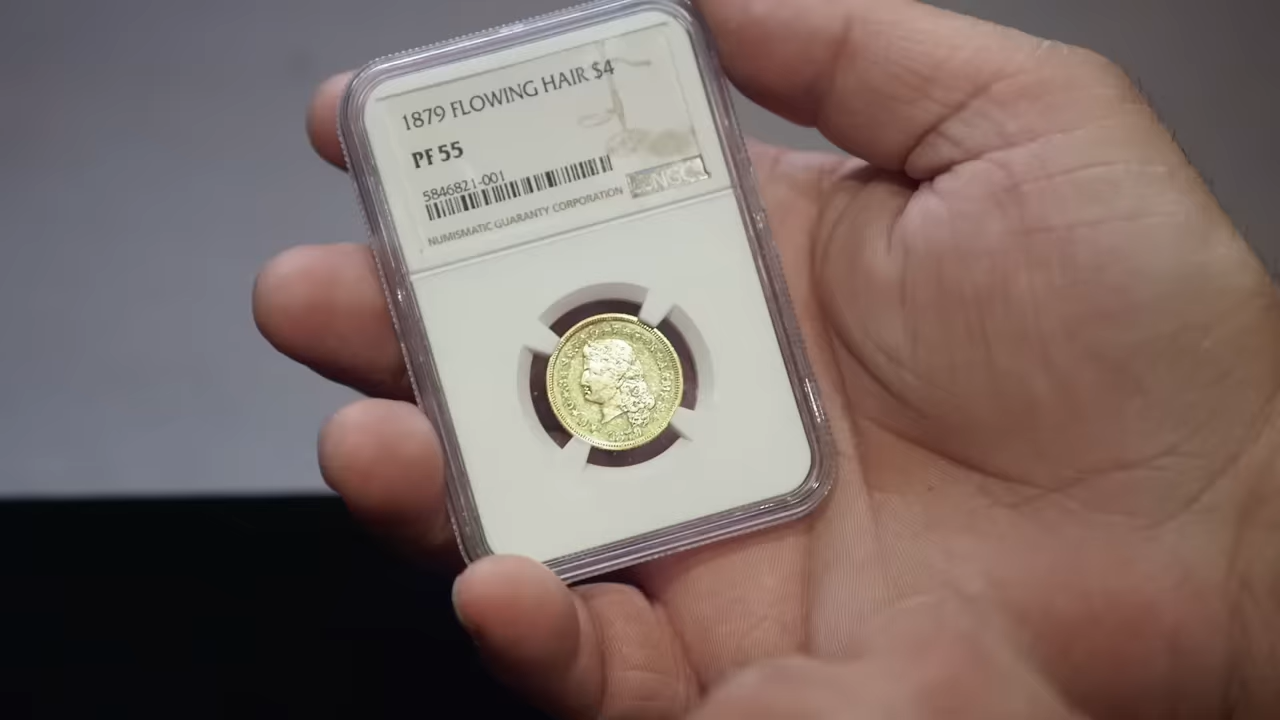 1879 FLOWING HAIR $4
PF 55
5846821-001
NGC
NUMISMATIC GUARANTY CORPORATION